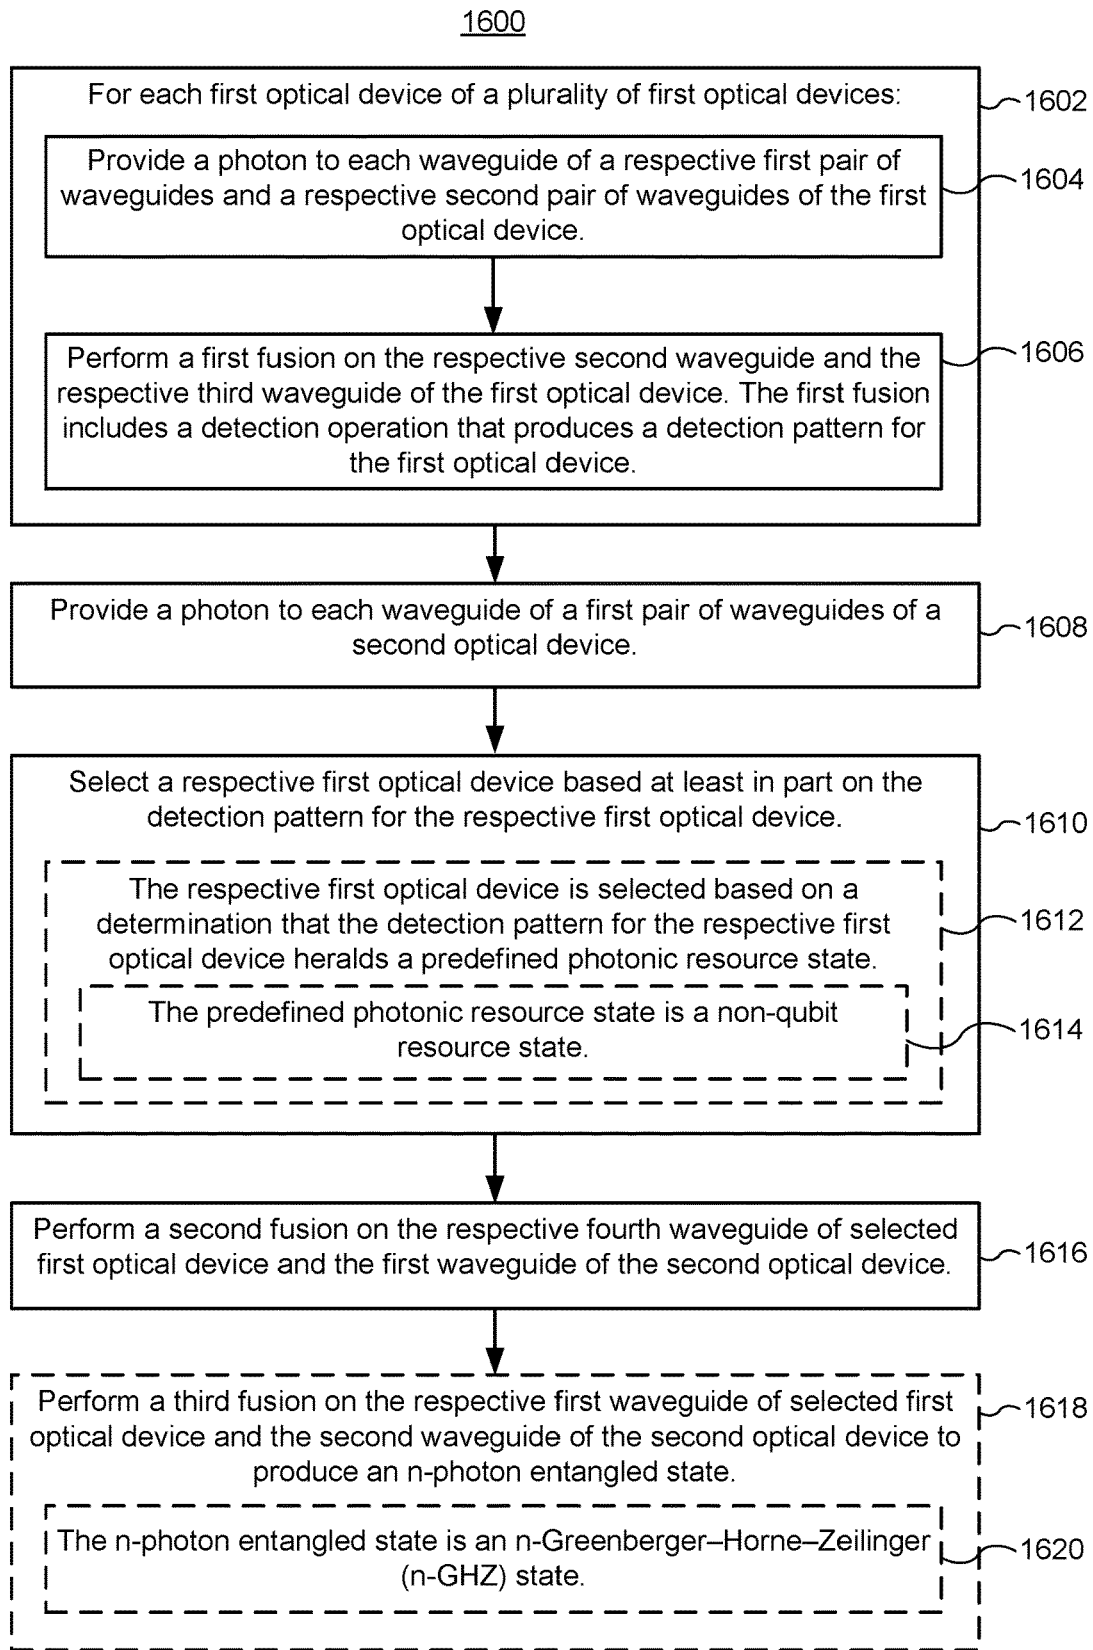 1600
For each first optical device of a plurality of first optical devices:
1602
Provide a photon to each waveguide of a respective first pair of
waveguides and a respective second pair of waveguides of the first
optical device.
1604
Perform a first fusion on the respective second waveguide and the
respective third waveguide of the first optical device. The first fusion
includes a detection operation that produces a detection pattern for
the first optical device.
1606
Provide a photon to each waveguide of a first pair of waveguides of a
second optical device.
1608
Select a respective first optical device based at least in part on the
detection pattern for the respective first optical device.
1610
The respective first optical device is selected based on a
determination that the detection pattern for the respective first
optical device heralds a predefined photonic resource state.
1612
The predefined photonic resource state is a non-qubit
resource state.
1614
Perform a second fusion on the respective fourth waveguide of selected
first optical device and the first waveguide of the second optical device.
1616
Perform a third fusion on the respective first waveguide of selected first
optical device and the second waveguide of the second optical device to
produce an n-photon entangled state.
1618
The n-photon entangled state is an n-Greenberger–Horne–Zeilinger
(n-GHZ) state.
1620